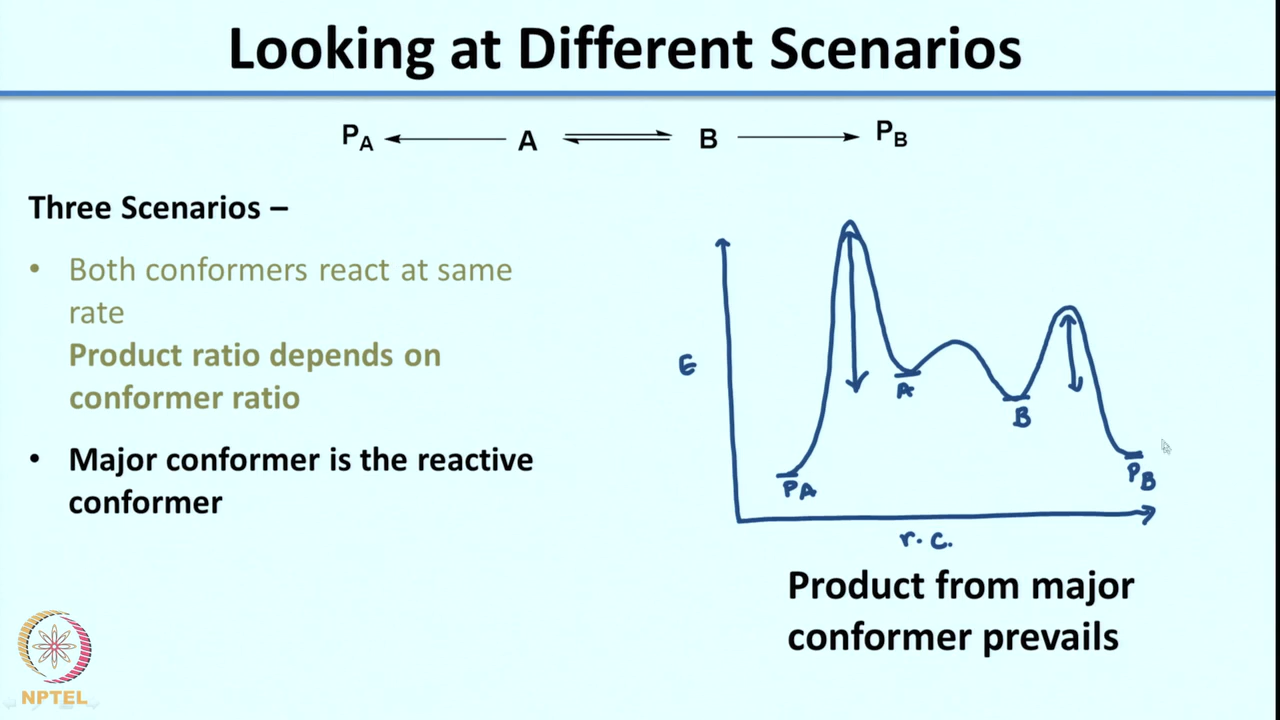 Looking at Different Scenarios
P_A ← A ⇌ B → P_B
Three Scenarios –
• Both conformers react at same
rate
Product ratio depends on
conformer ratio
• Major conformer is the reactive
conformer
E
A
B
P_A
P_B
r.c.
Product from major
conformer prevails
NPTEL